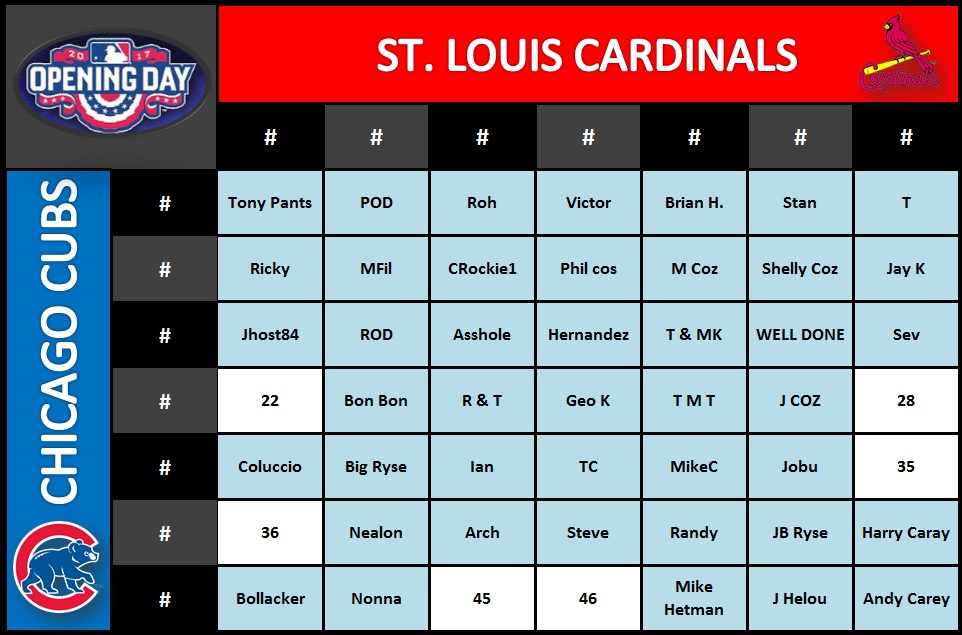 2017
OPENING DAY
ST. LOUIS CARDINALS
Cardinals
# # # # # # #
CHICAGO CUBS
# Tony Pants POD Roh Victor Brian H. Stan T
# Ricky MFil CRockie1 Phil cos M Coz Shelly Coz Jay K
# Jhost84 ROD Asshole Hernandez T & MK WELL DONE Sev
# 22 Bon Bon R & T Geo K T M T J COZ 28
# Coluccio Big Ryse Ian TC MikeC Jobu 35
# 36 Nealon Arch Steve Randy JB Ryse Harry Caray
# Bollacker Nonna 45 46 Mike Hetman J Helou Andy Carey